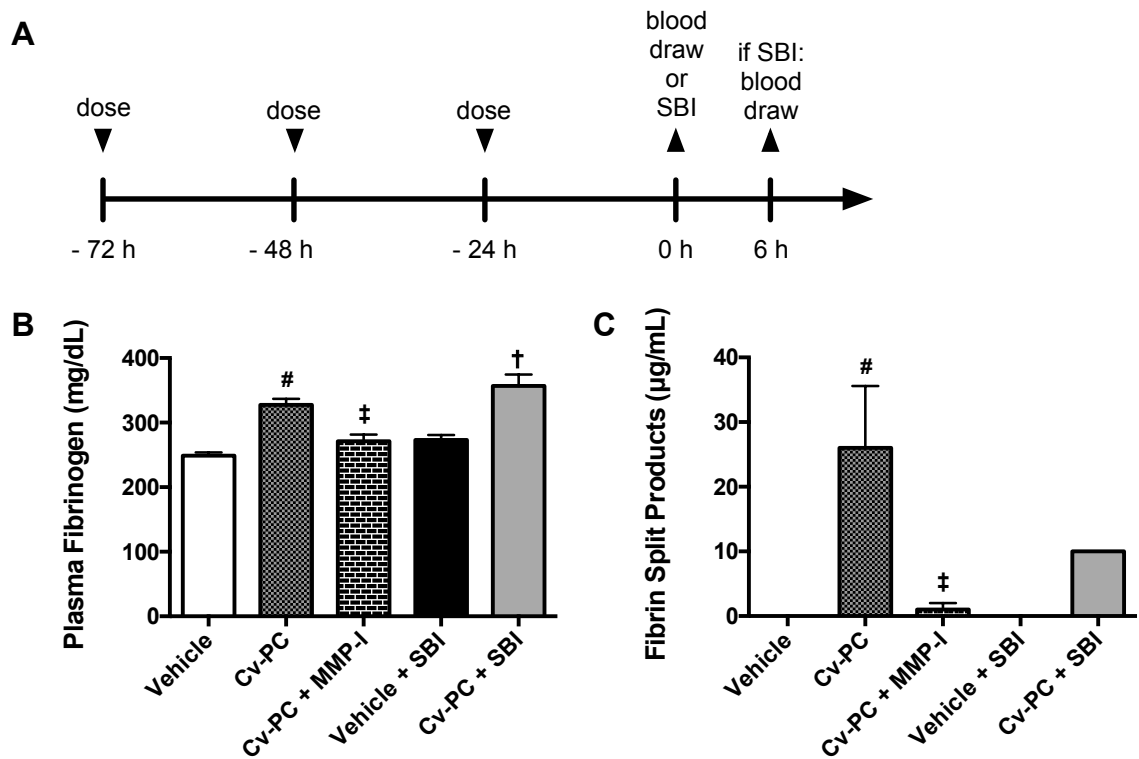 A
dose
dose
dose
blood
draw
or
SBI
if SBI:
blood
draw
- 72 h
- 48 h
- 24 h
0 h
6 h
B
Plasma Fibrinogen (mg/dL)
400
300
200
100
0
#
‡
†
Vehicle
Cv-PC
Cv-PC + MMP-I
Vehicle + SBI
Cv-PC + SBI
C
Fibrin Split Products (µg/mL)
40
30
20
10
0
#
‡
Vehicle
Cv-PC
Cv-PC + MMP-I
Vehicle + SBI
Cv-PC + SBI